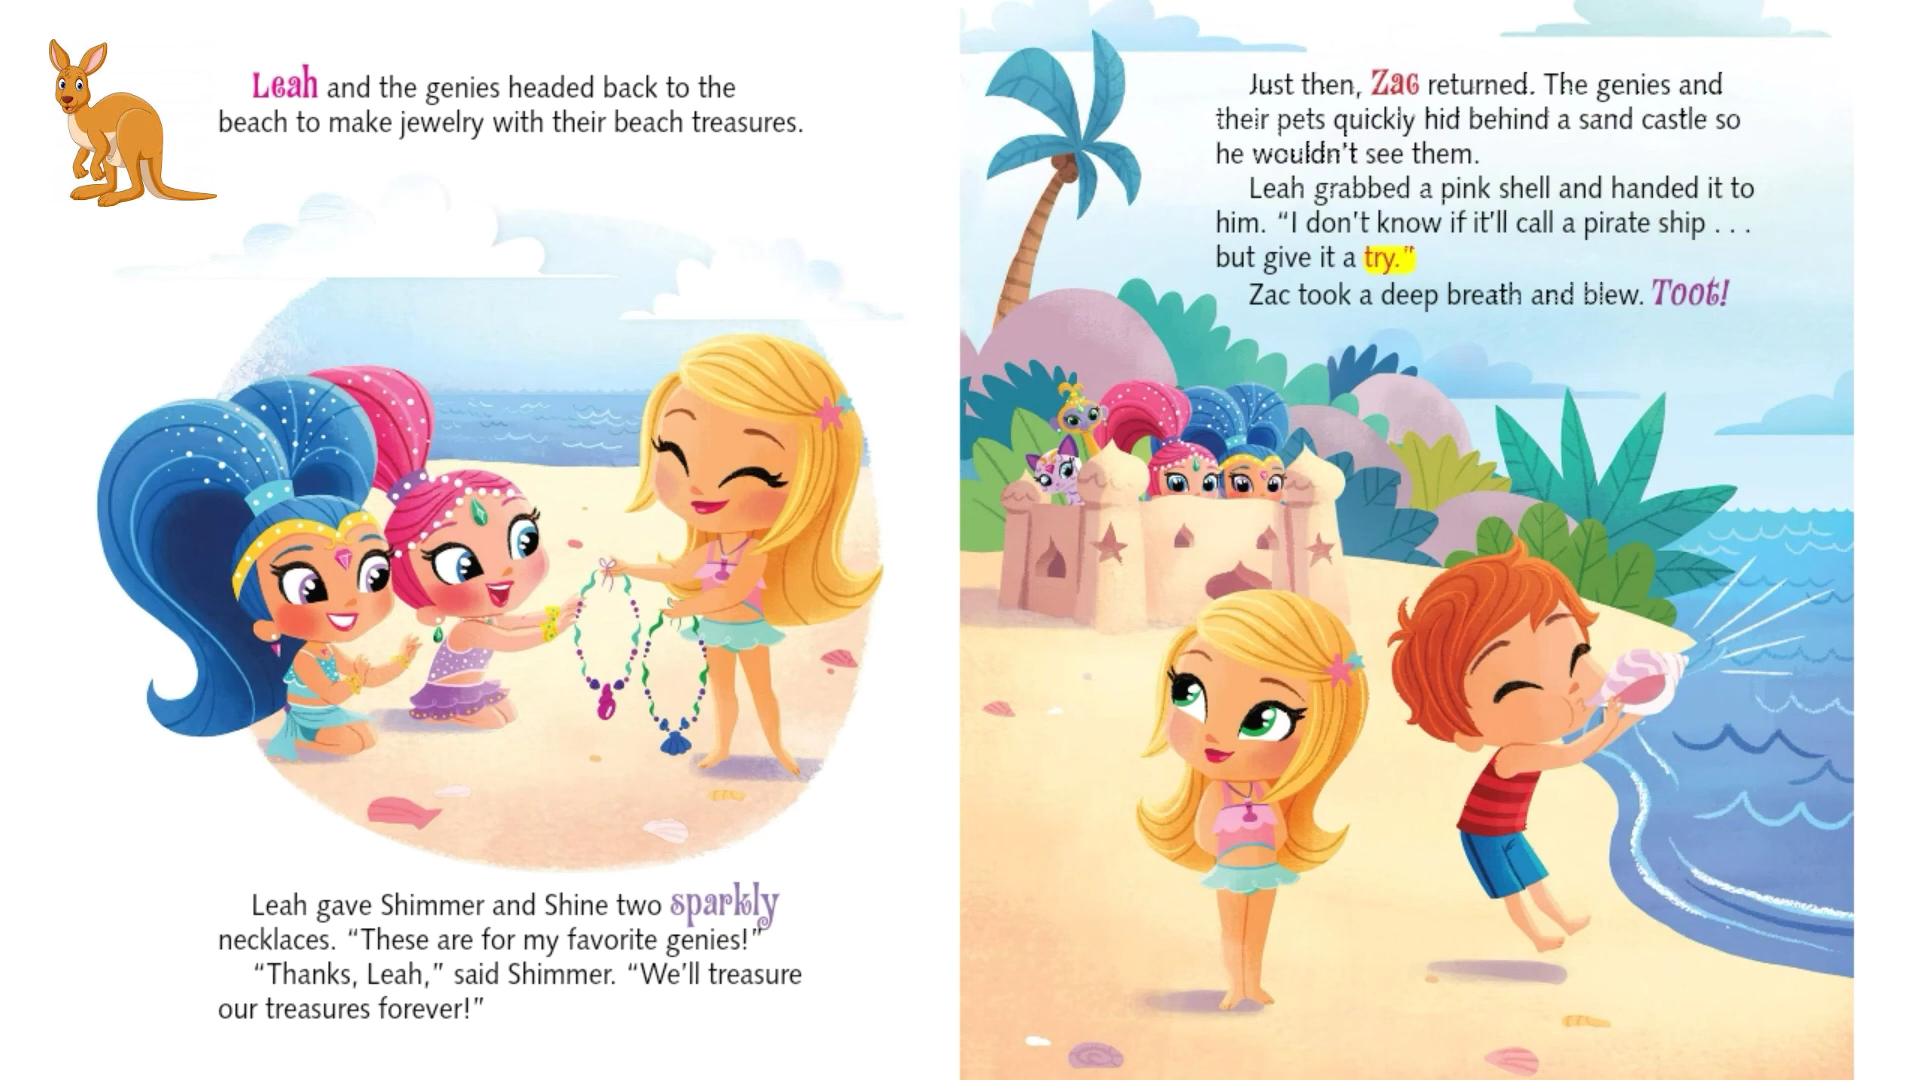 Leah and the genies headed back to the
beach to make jewelry with their beach treasures.
Leah gave Shimmer and Shine two sparkly
necklaces. “These are for my favorite genies!”
“Thanks, Leah,” said Shimmer. “We’ll treasure
our treasures forever!”
Just then, Zac returned. The genies and
their pets quickly hid behind a sand castle so
he wouldn’t see them.
Leah grabbed a pink shell and handed it to
him. “I don’t know if it’ll call a pirate ship . . .
but give it a try.”
Zac took a deep breath and blew. Toot!